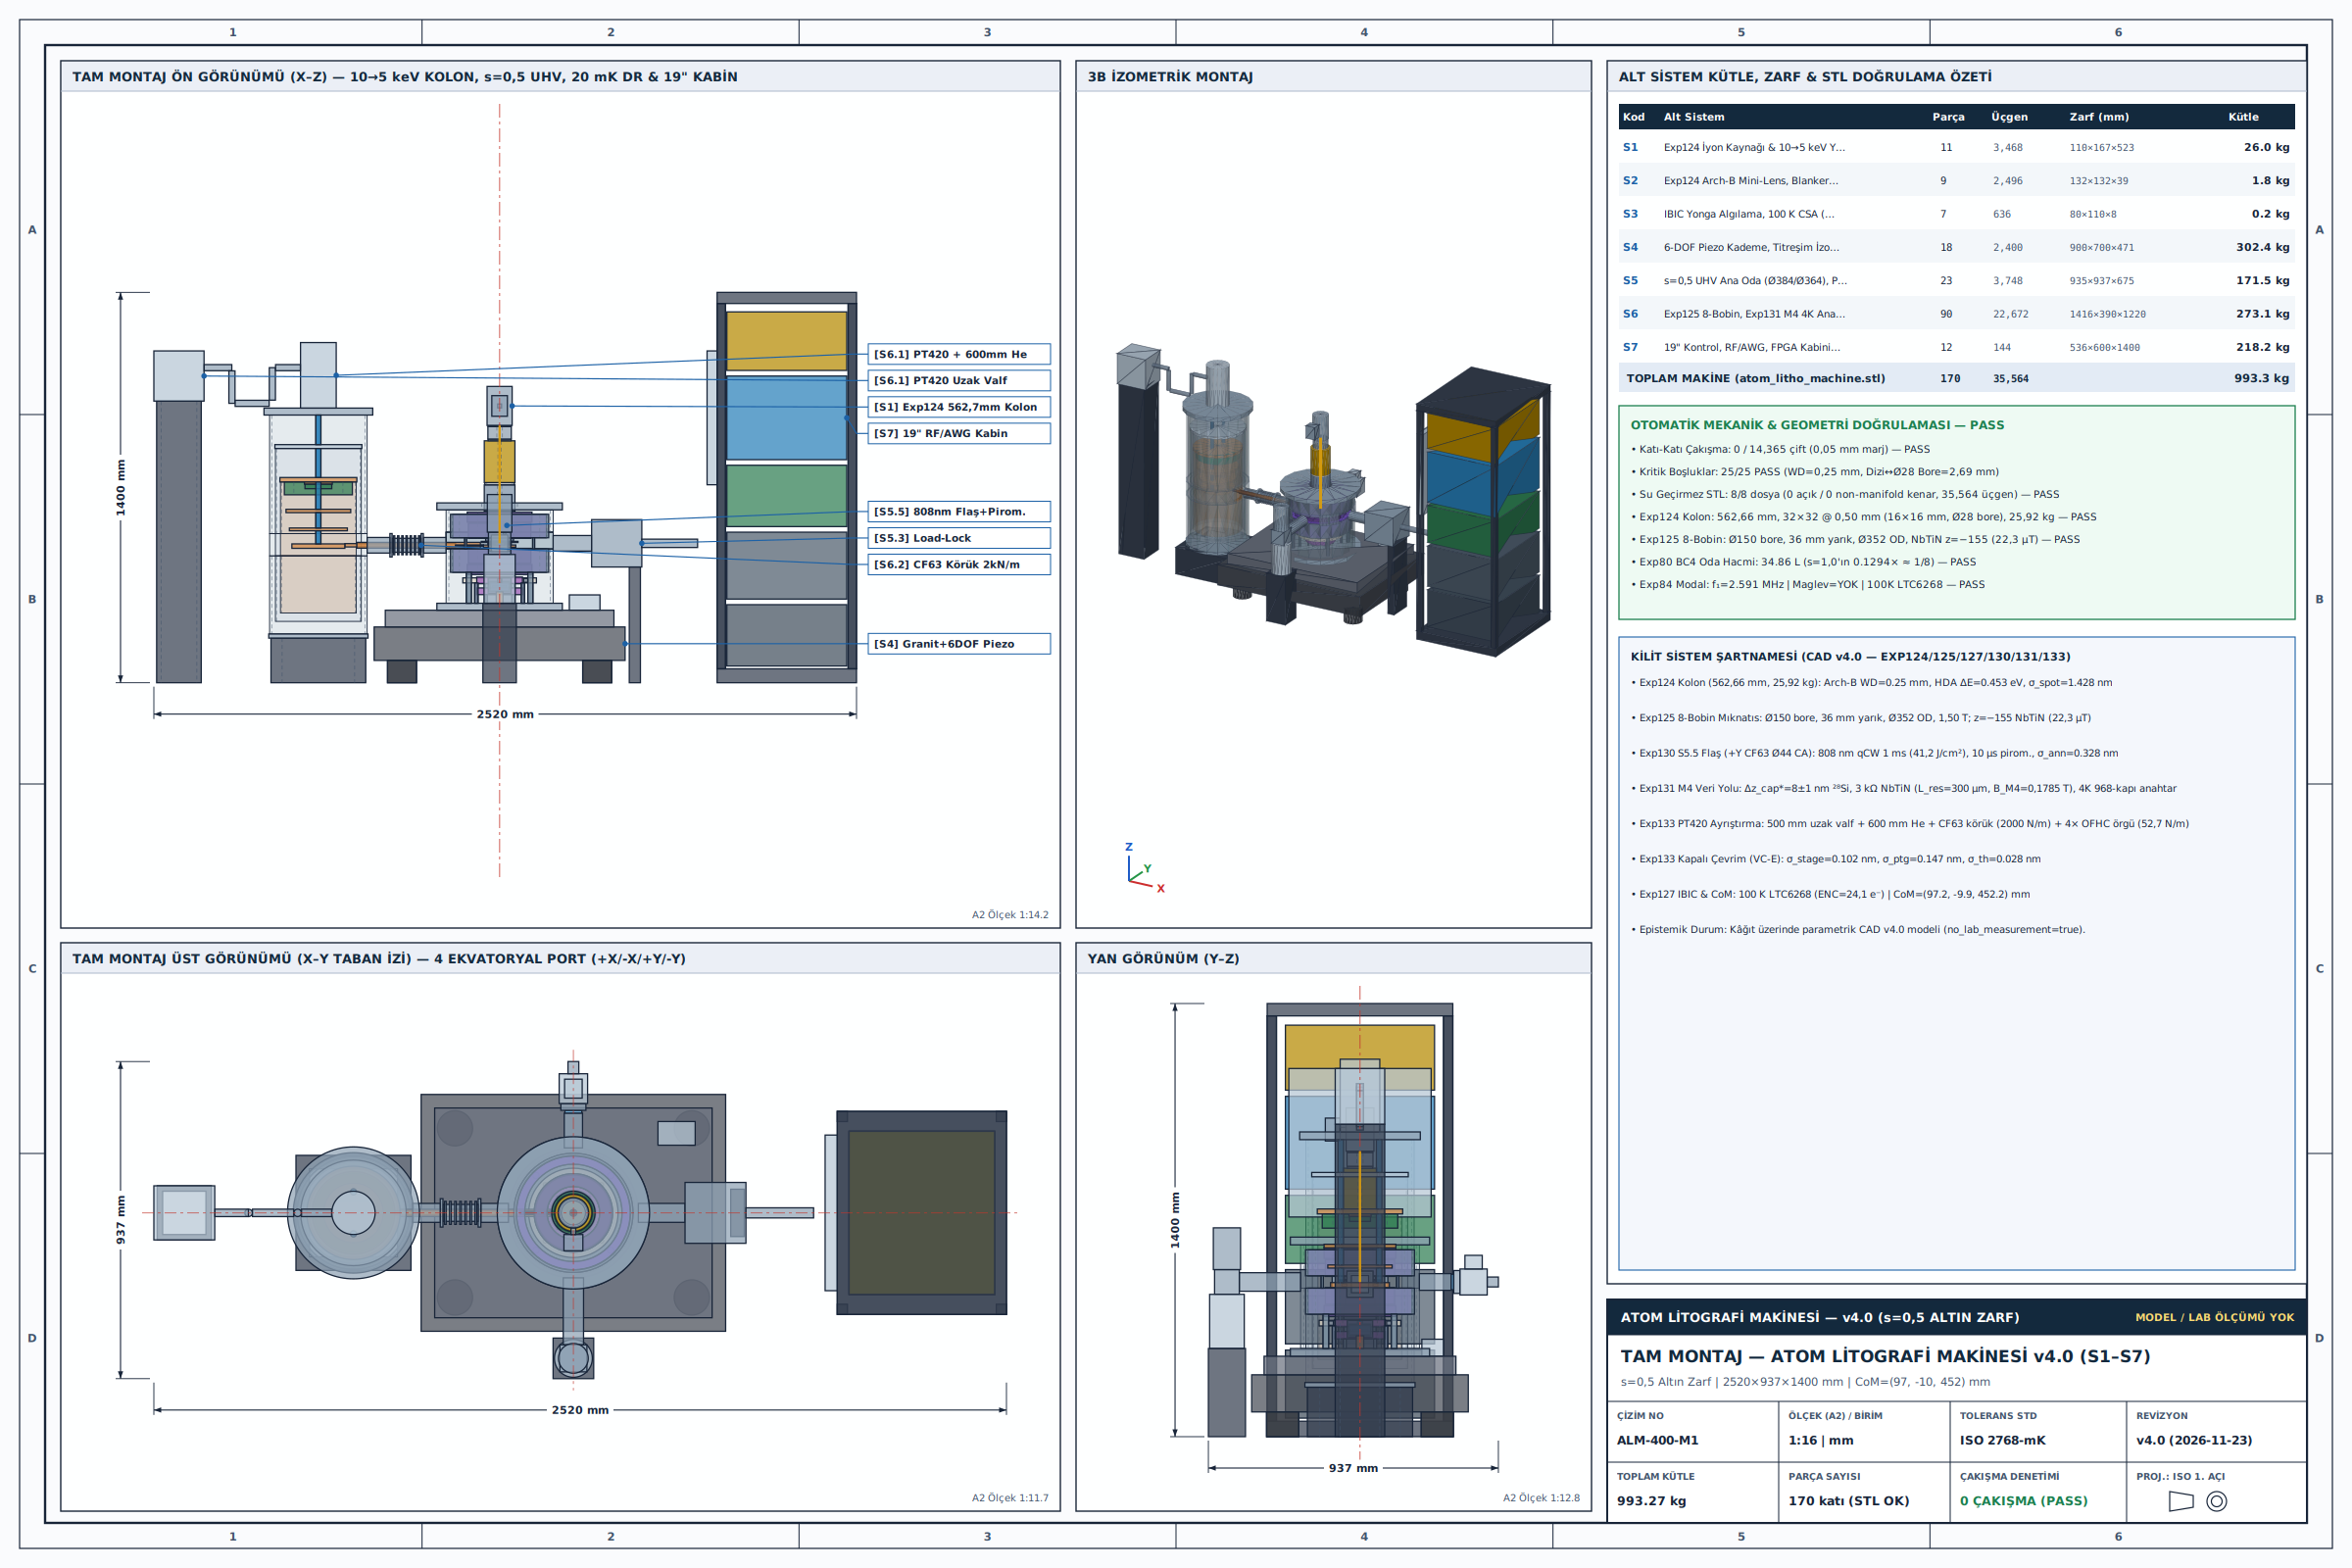 1 2 3 4 5 6
TAM MONTAJ ÖN GÖRÜNÜMÜ (X–Z) — 10→5 keV KOLON, s=0,5 UHV, 20 mK DR & 19" KABİN
1400 mm
2520 mm
[S6.1] PT420 + 600mm He
[S6.1] PT420 Uzak Valf
[S1] Exp124 562,7mm Kolon
[S7] 19" RF/AWG Kabin
[S5.5] 808nm Flaş+Pirom.
[S5.3] Load-Lock
[S6.2] CF63 Körük 2kN/m
[S4] Granit+6DOF Piezo
A2 Ölçek 1:14.2
3B İZOMETRİK MONTAJ
Z
Y
X
ALT SİSTEM KÜTLE, ZARF & STL DOĞRULAMA ÖZETİ
Kod Alt Sistem Parça Üçgen Zarf (mm) Kütle
S1 Exp124 İyon Kaynağı & 10→5 keV Y... 11 3,468 110×167×523 26.0 kg
S2 Exp124 Arch-B Mini-Lens, Blanker... 9 2,496 132×132×39 1.8 kg
S3 IBIC Yonga Algılama, 100 K CSA (... 7 636 80×110×8 0.2 kg
S4 6-DOF Piezo Kademe, Titreşim İzo... 18 2,400 900×700×471 302.4 kg
S5 s=0,5 UHV Ana Oda (Ø384/Ø364), P... 23 3,748 935×937×675 171.5 kg
S6 Exp125 8-Bobin, Exp131 M4 4K Ana... 90 22,672 1416×390×1220 273.1 kg
S7 19" Kontrol, RF/AWG, FPGA Kabini... 12 144 536×600×1400 218.2 kg
TOPLAM MAKİNE (atom_litho_machine.stl) 170 35,564 993.3 kg
OTOMATİK MEKANİK & GEOMETRİ DOĞRULAMASI — PASS
• Katı-Katı Çakışma: 0 / 14,365 çift (0,05 mm marj) — PASS
• Kritik Boşluklar: 25/25 PASS (WD=0,25 mm, Dizi↔Ø28 Bore=2,69 mm)
• Su Geçirmez STL: 8/8 dosya (0 açık / 0 non-manifold kenar, 35,564 üçgen) — PASS
• Exp124 Kolon: 562,66 mm, 32×32 @ 0,50 mm (16×16 mm, Ø28 bore), 25,92 kg — PASS
• Exp125 8-Bobin: Ø150 bore, 36 mm yarık, Ø352 OD, NbTiN z=−155 (22,3 µT) — PASS
• Exp80 BC4 Oda Hacmi: 34.86 L (s=1,0'ın 0.1294× ≈ 1/8) — PASS
• Exp84 Modal: f₁=2.591 MHz | Maglev=YOK | 100K LTC6268 — PASS
KİLİT SİSTEM ŞARTNAMESİ (CAD v4.0 — EXP124/125/127/130/131/133)
• Exp124 Kolon (562,66 mm, 25,92 kg): Arch-B WD=0.25 mm, HDA ΔE=0.453 eV, σ_spot=1.428 nm
• Exp125 8-Bobin Mıknatıs: Ø150 bore, 36 mm yarık, Ø352 OD, 1,50 T; z=−155 NbTiN (22,3 µT)
• Exp130 S5.5 Flaş (+Y CF63 Ø44 CA): 808 nm qCW 1 ms (41,2 J/cm²), 10 µs pirom., σ_ann=0.328 nm
• Exp131 M4 Veri Yolu: Δz_cap*=8±1 nm ²⁸Si, 3 kΩ NbTiN (L_res=300 µm, B_M4=0,1785 T), 4K 968-kapı anahtar
• Exp133 PT420 Ayrıştırma: 500 mm uzak valf + 600 mm He + CF63 körük (2000 N/m) + 4× OFHC örgü (52,7 N/m)
• Exp133 Kapalı Çevrim (VC-E): σ_stage=0.102 nm, σ_ptg=0.147 nm, σ_th=0.028 nm
• Exp127 IBIC & CoM: 100 K LTC6268 (ENC=24,1 e⁻) | CoM=(97.2, -9.9, 452.2) mm
• Epistemik Durum: Kâğıt üzerinde parametrik CAD v4.0 modeli (no_lab_measurement=true).
TAM MONTAJ ÜST GÖRÜNÜMÜ (X–Y TABAN İZİ) — 4 EKVATORYAL PORT (+X/-X/+Y/-Y)
937 mm
2520 mm
A2 Ölçek 1:11.7
YAN GÖRÜNÜM (Y–Z)
1400 mm
937 mm
A2 Ölçek 1:12.8
ATOM LİTOGRAFİ MAKİNESİ — v4.0 (s=0,5 ALTIN ZARF) MODEL / LAB ÖLÇÜMÜ YOK
TAM MONTAJ — ATOM LİTOGRAFİ MAKİNESİ v4.0 (S1–S7)
s=0,5 Altın Zarf | 2520×937×1400 mm | CoM=(97, -10, 452) mm
ÇİZİM NO ÖLÇEK (A2) / BİRİM TOLERANS STD REVİZYON
ALM-400-M1 1:16 | mm ISO 2768-mK v4.0 (2026-11-23)
TOPLAM KÜTLE PARÇA SAYISI ÇAKIŞMA DENETİMİ PROJ.: ISO 1. AÇI
993.27 kg 170 katı (STL OK) 0 ÇAKIŞMA (PASS)
A A
B B
C C
D D
1 2 3 4 5 6